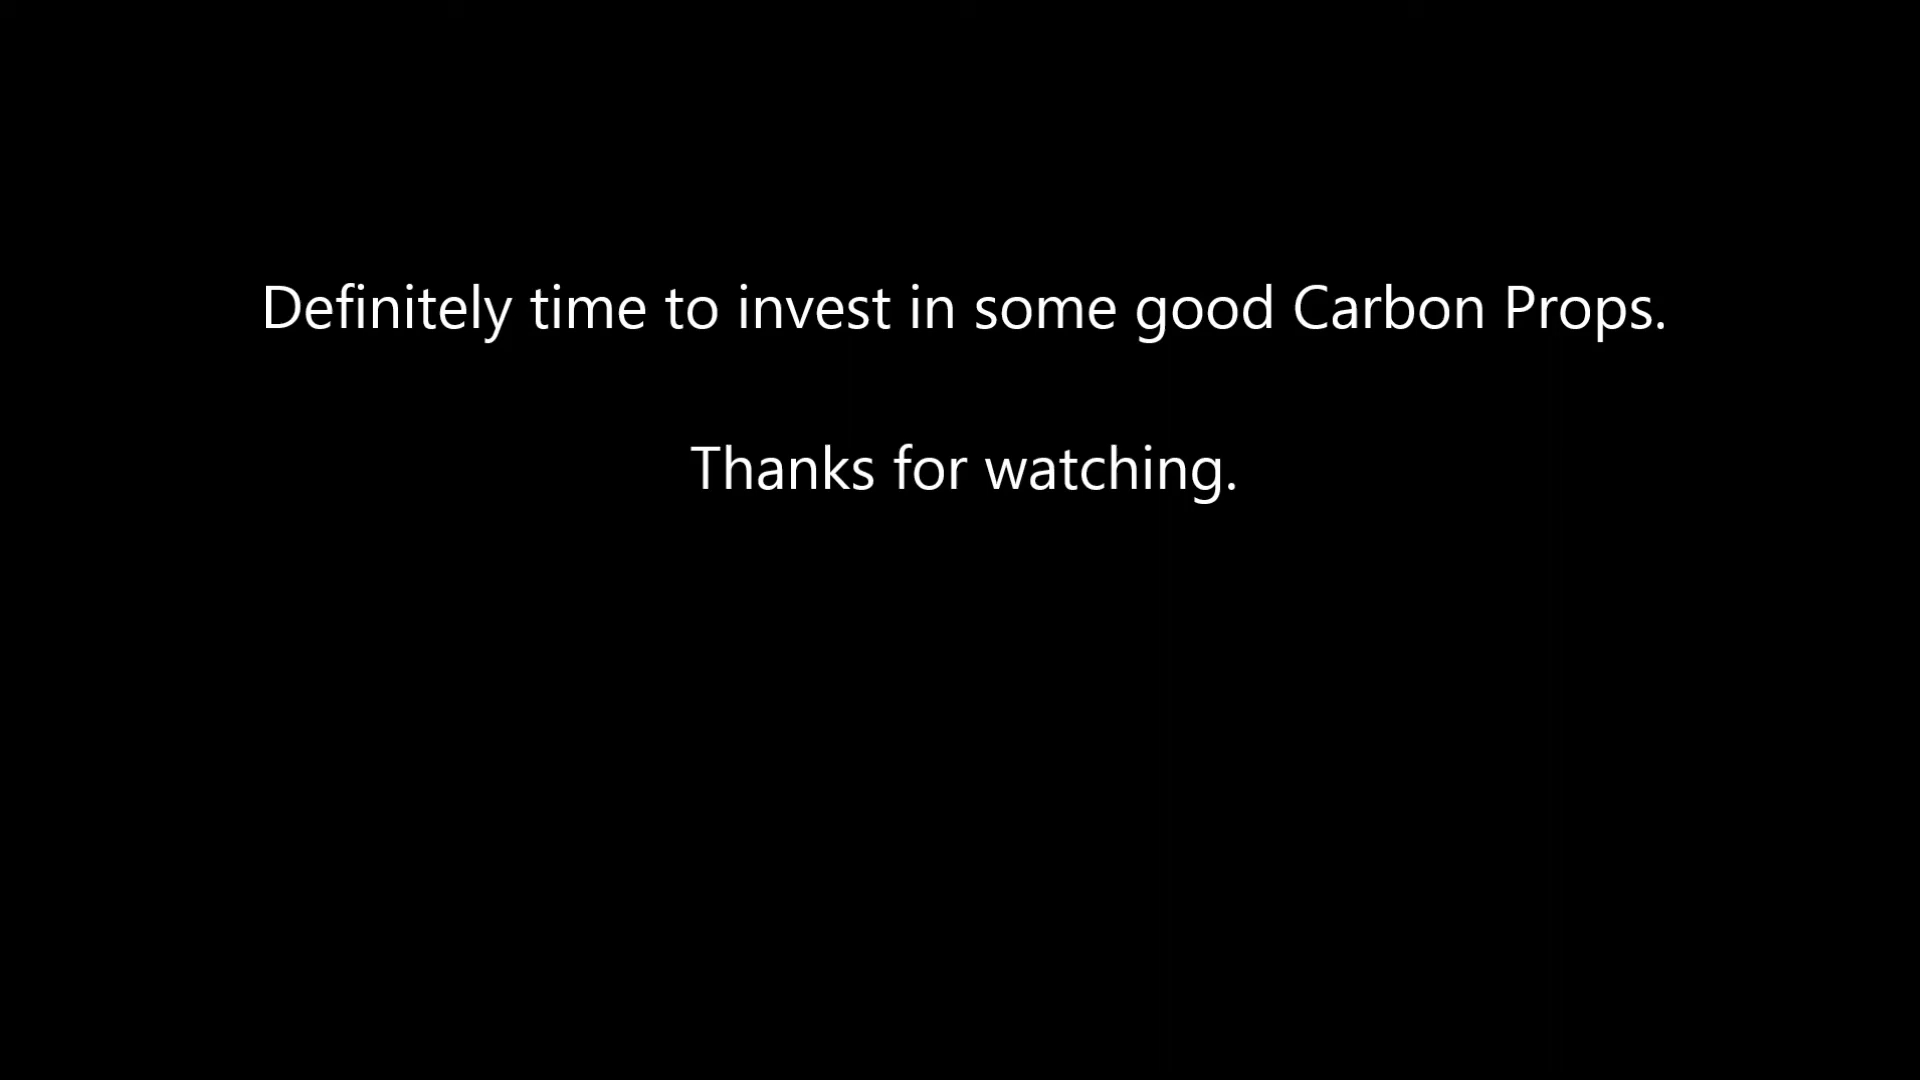 Definitely time to invest in some good Carbon Props.
Thanks for watching.